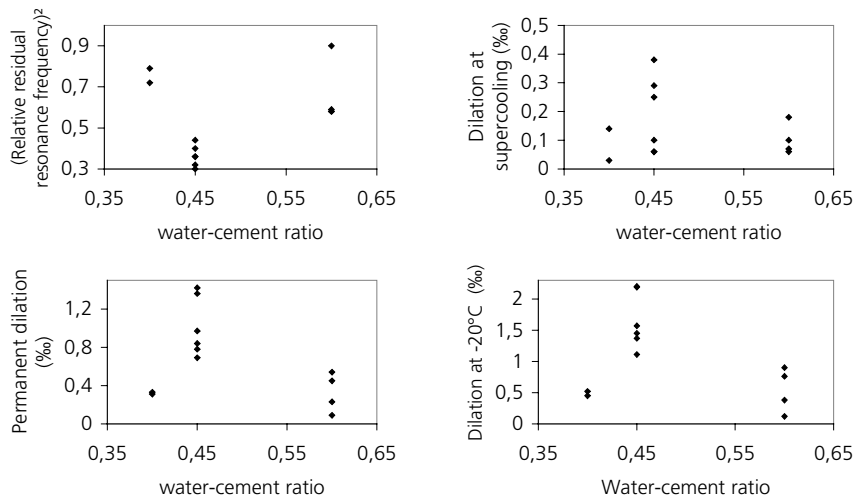 (Relative residual
resonance frequency)²
0,9
0,7
0,5
0,3
0,35 0,45 0,55 0,65
water-cement ratio
Dilation at
supercooling (‰)
0,5
0,4
0,3
0,2
0,1
0
0,35 0,45 0,55 0,65
water-cement ratio
Permanent dilation
(‰)
1,2
0,8
0,4
0
0,35 0,45 0,55 0,65
water-cement ratio
Dilation at -20°C (‰)
2
1,5
1
0,5
0
0,35 0,45 0,55 0,65
Water-cement ratio